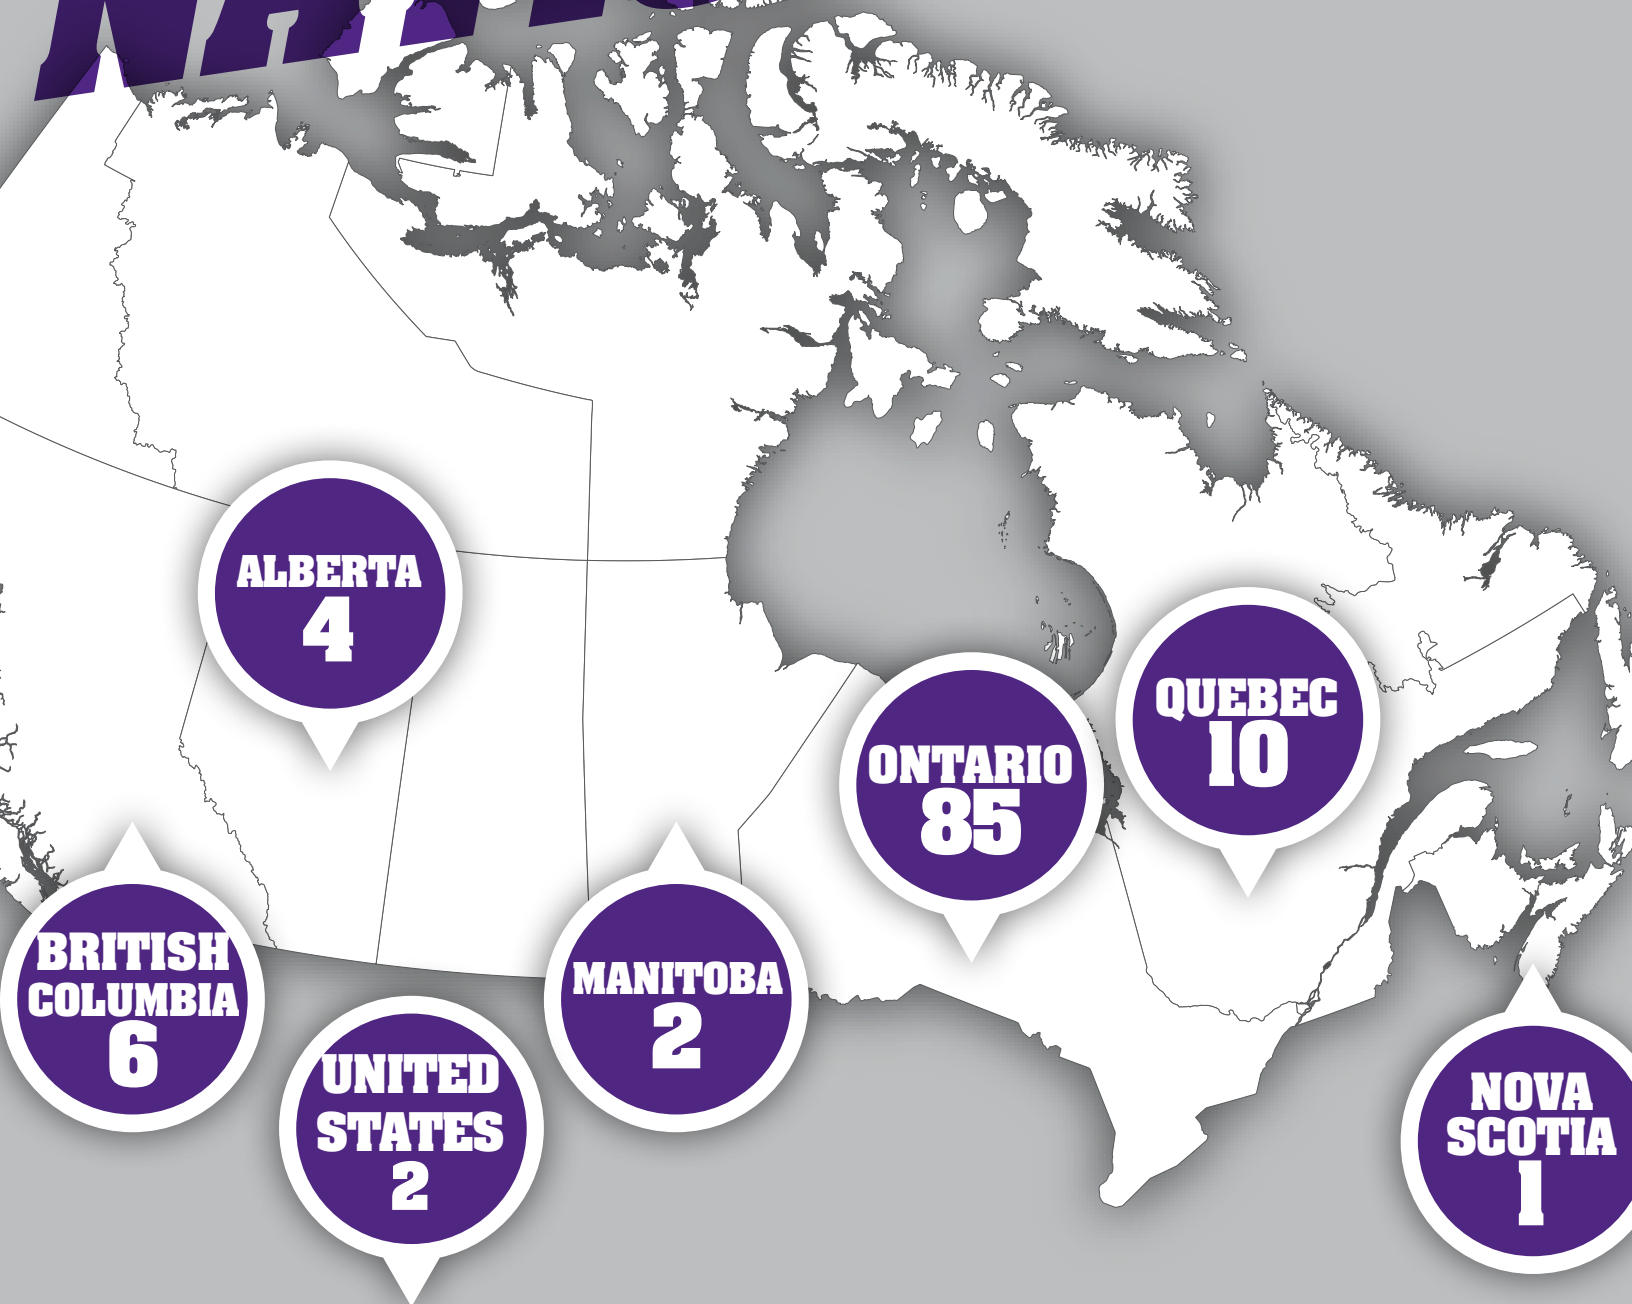 ALBERTA
4
QUEBEC
10
ONTARIO
85
BRITISH
COLUMBIA
6
MANITOBA
2
UNITED
STATES
2
NOVA
SCOTIA
1